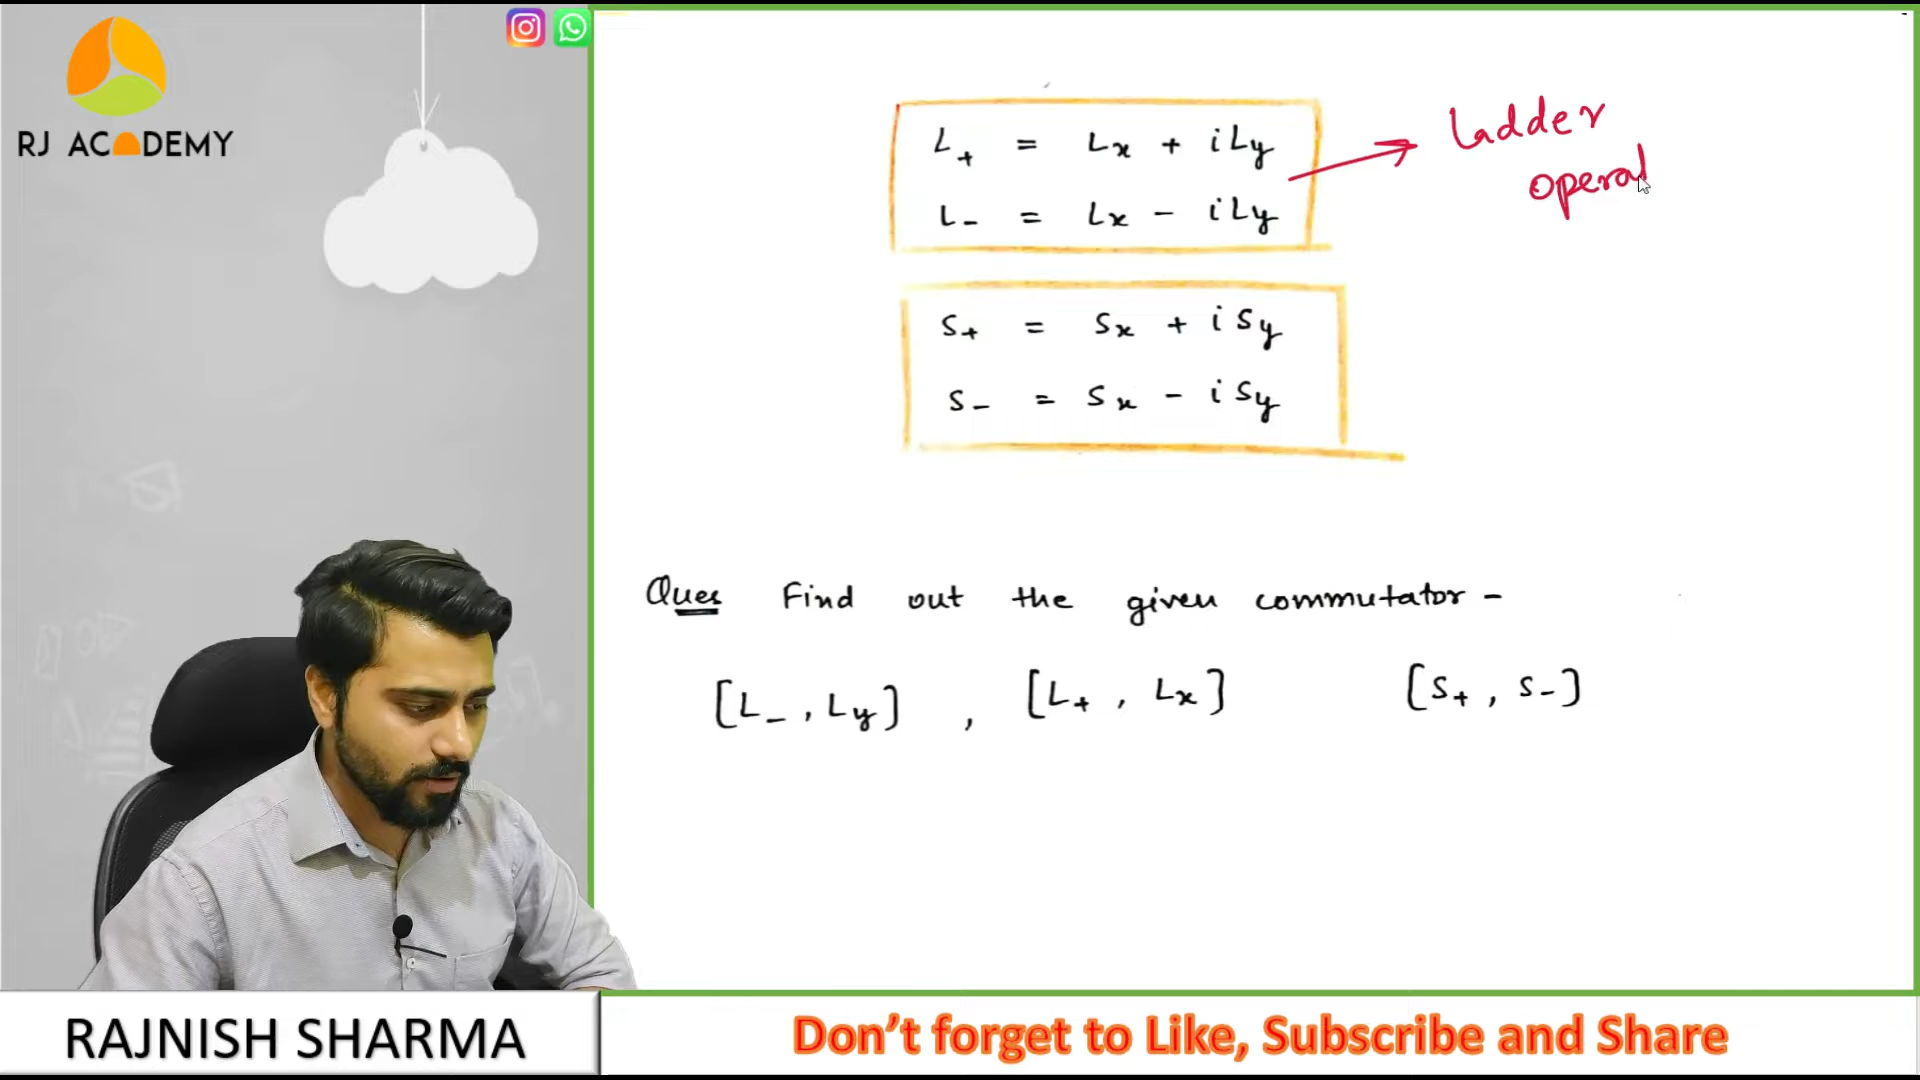 RJ ACADEMY
L₊ = Lx + iLy
L₋ = Lx - iLy
Ladder
operat
S₊ = Sx + iSy
S₋ = Sx - iSy
Ques Find out the given commutator -
[L₋, Ly] , [L₊, Lx] [S₊, S₋]
RAJNISH SHARMA
Don't forget to Like, Subscribe and Share